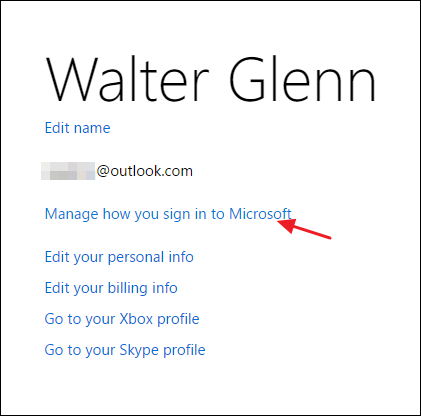 Walter Glenn
Edit name
@outlook.com
Manage how you sign in to Microsoft
Edit your personal info
Edit your billing info
Go to your Xbox profile
Go to your Skype profile